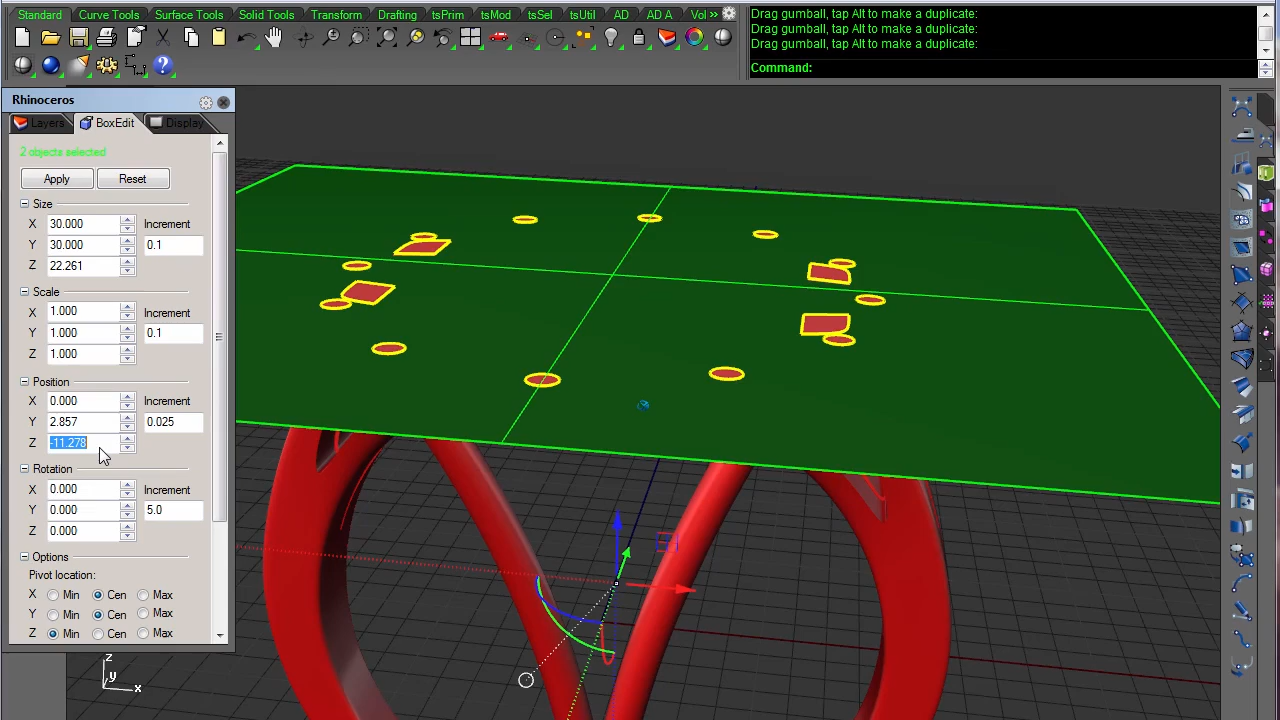 Standard Curve Tools Surface Tools Solid Tools Transform Drafting tsPrim tsMod tsSel tsUtil AD AD A Vol »
Drag gumball, tap Alt to make a duplicate:
Drag gumball, tap Alt to make a duplicate:
Drag gumball, tap Alt to make a duplicate:
Command:
Rhinoceros
Layers BoxEdit Display
2 objects selected
Apply Reset
Size
X 30.000 Increment
Y 30.000 0.1
Z 22.261
Scale
X 1.000 Increment
Y 1.000 0.1
Z 1.000
Position
X 0.000 Increment
Y 2.857 0.025
Z -11.278
Rotation
X 0.000 Increment
Y 0.000 5.0
Z 0.000
Options
Pivot location:
X Min Cen Max
Y Min Cen Max
Z Min Cen Max
z
y
x